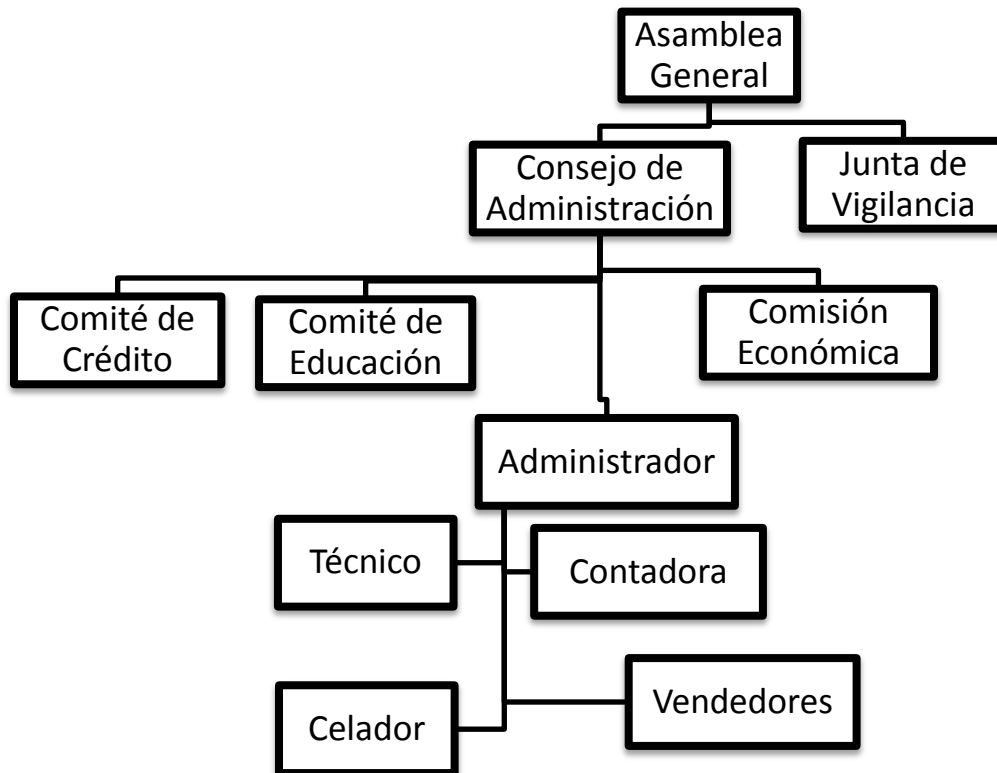 Asamblea
General
Consejo de
Administración
Junta de
Vigilancia
Comité de
Crédito
Comité de
Educación
Comisión
Económica
Administrador
Técnico
Contadora
Celador
Vendedores